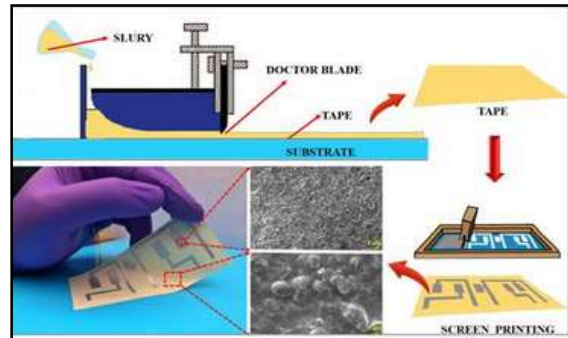 SLURY
DOCTOR BLADE
TAPE
TAPE
SUBSTRATE
SCREEN PRINTING